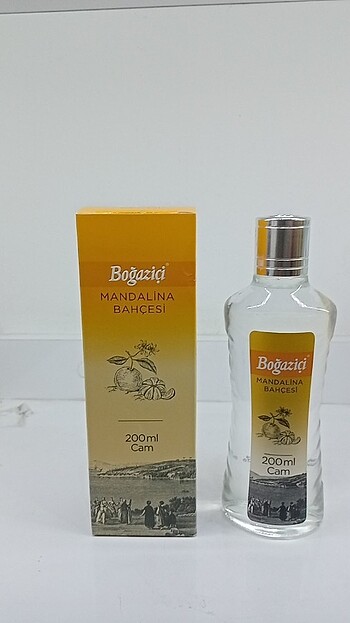 Boğaziçi
MANDALİNA
BAHÇESİ
200ml
Cam
Boğaziçi
MANDALİNA
BAHÇESİ
200ml
Cam